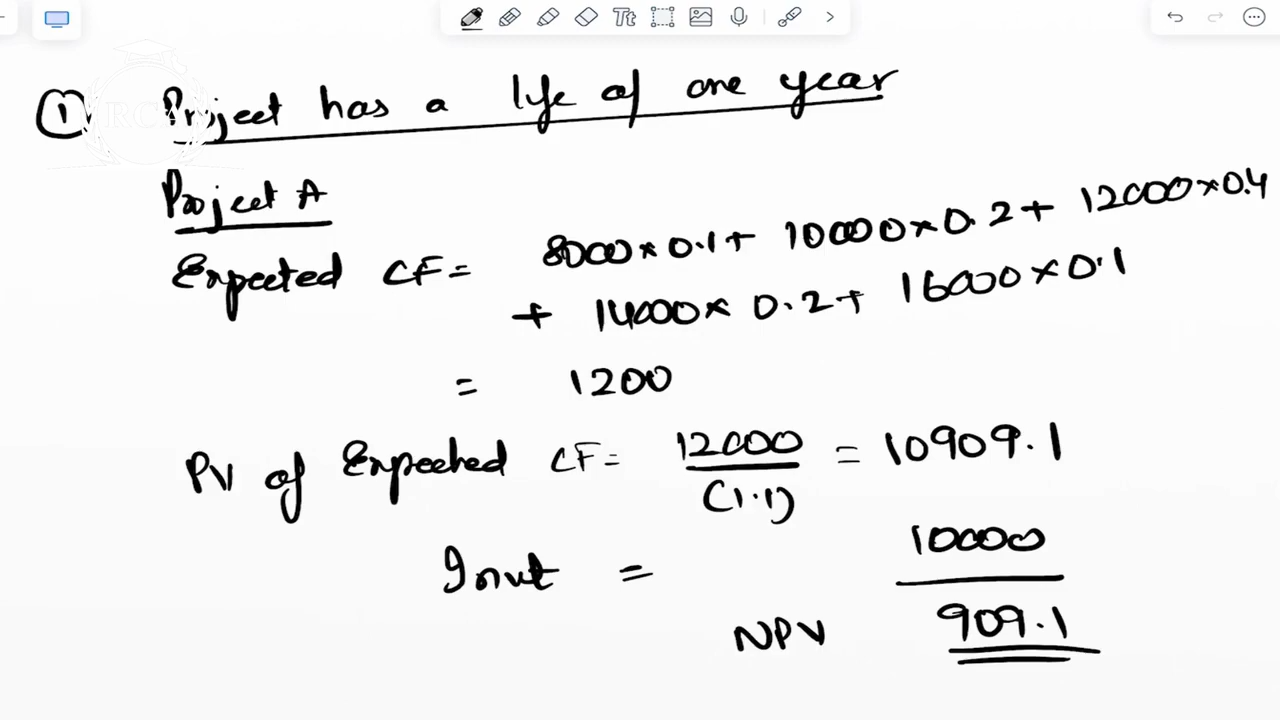 ① Project has a life of one year
RCA
Project A
Expected CF = 8000 × 0.1 + 10000 × 0.2 + 12000 × 0.4
+ 14000 × 0.2 + 16000 × 0.1
= 1200
PV of Expected CF = 12000 / (1.1) = 10909.1
Invt = 10000
NPV 909.1